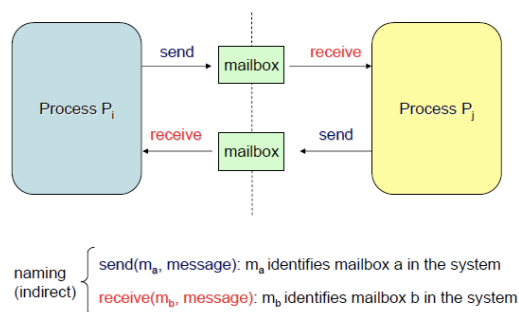 send
receive
mailbox
Process Pi
Process Pj
receive
send
mailbox
naming
(indirect)
send(ma, message): ma identifies mailbox a in the system
receive(mb, message): mb identifies mailbox b in the system